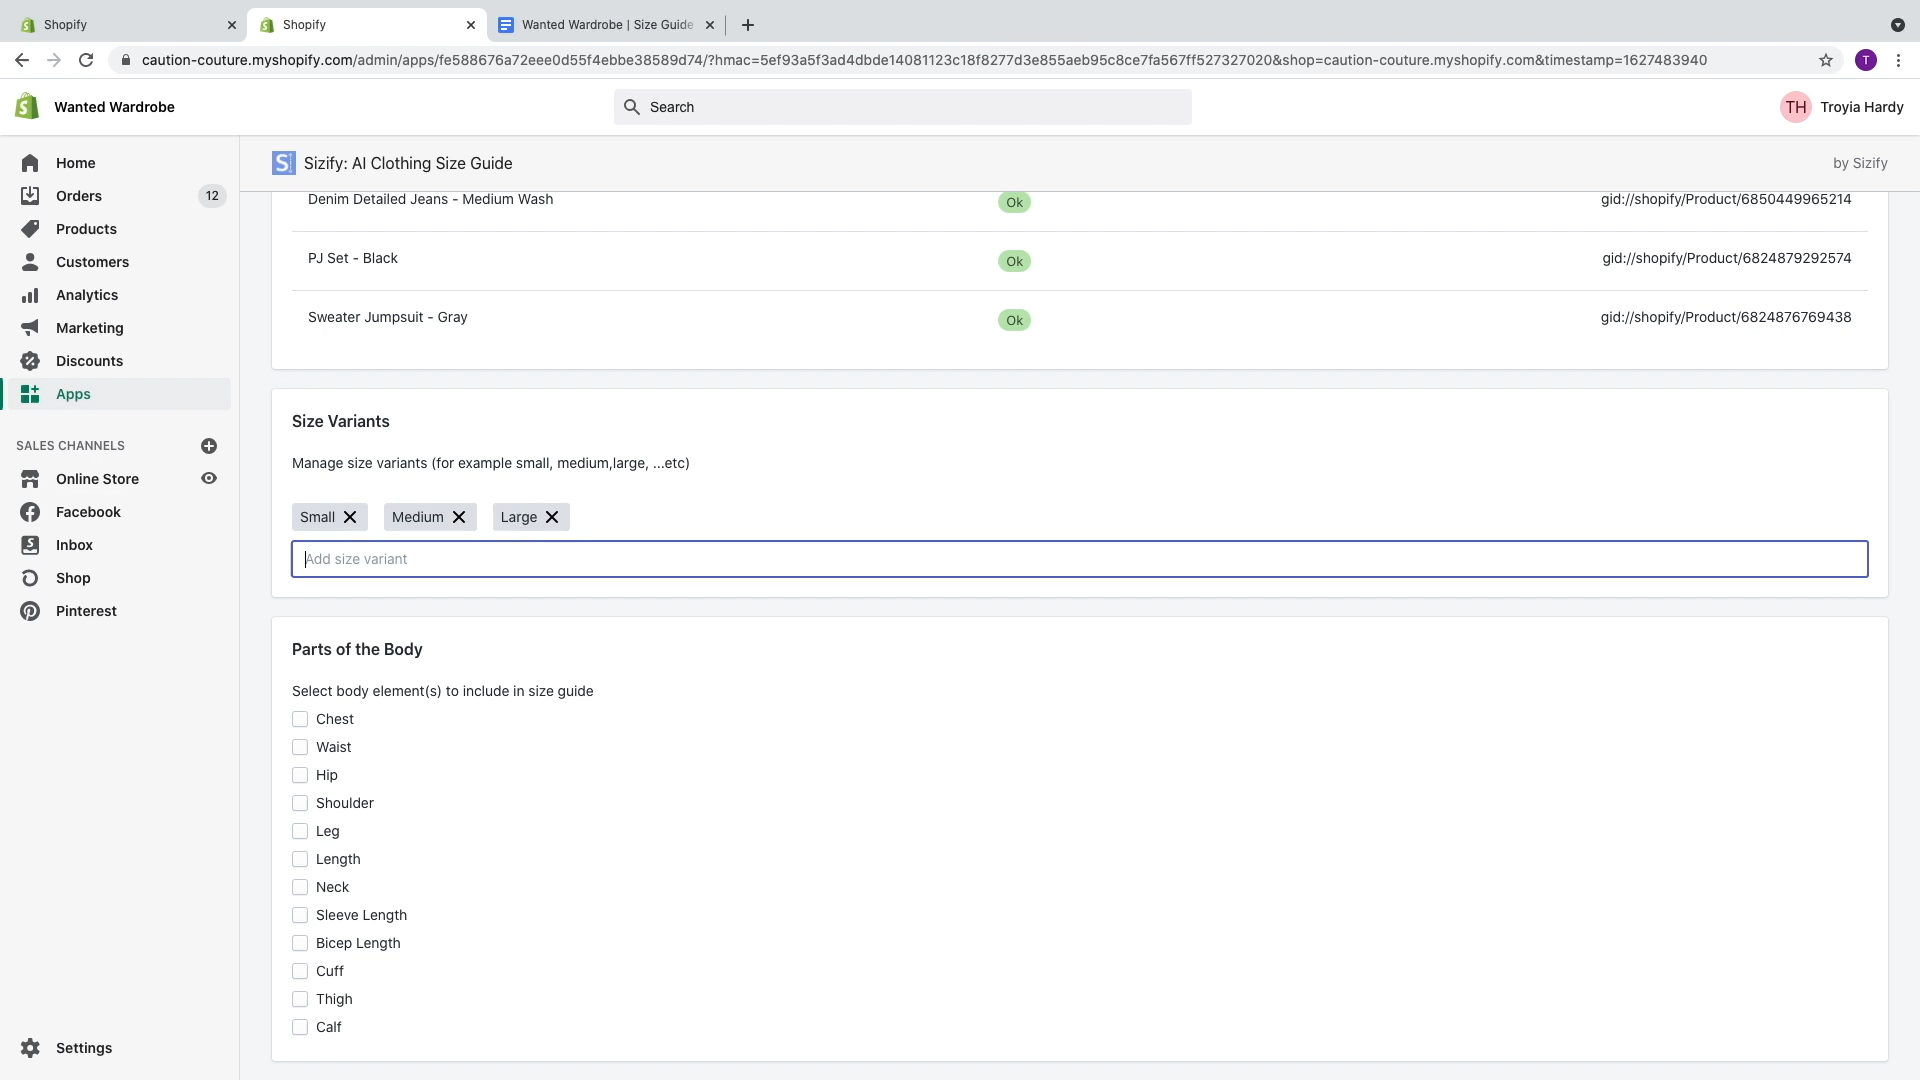 Shopify
Shopify
Wanted Wardrobe | Size Guide
caution-couture.myshopify.com/admin/apps/fe588676a72eee0d55f4ebbe38589d74/?hmac=5ef93a5f3ad4dbde14081123c18f8277d3e855aeb95c8ce7fa567ff527327020&shop=caution-couture.myshopify.com&timestamp=1627483940
T
Wanted Wardrobe
Search
TH
Troyia Hardy
Home
Orders
12
Products
Customers
Analytics
Marketing
Discounts
Apps
SALES CHANNELS
Online Store
Facebook
Inbox
Shop
Pinterest
Settings
Sizify: AI Clothing Size Guide
by Sizify
Denim Detailed Jeans - Medium Wash
Ok
gid://shopify/Product/6850449965214
PJ Set - Black
Ok
gid://shopify/Product/6824879292574
Sweater Jumpsuit - Gray
Ok
gid://shopify/Product/6824876769438
Size Variants
Manage size variants (for example small, medium,large, ...etc)
Small
Medium
Large
Add size variant
Parts of the Body
Select body element(s) to include in size guide
Chest
Waist
Hip
Shoulder
Leg
Length
Neck
Sleeve Length
Bicep Length
Cuff
Thigh
Calf